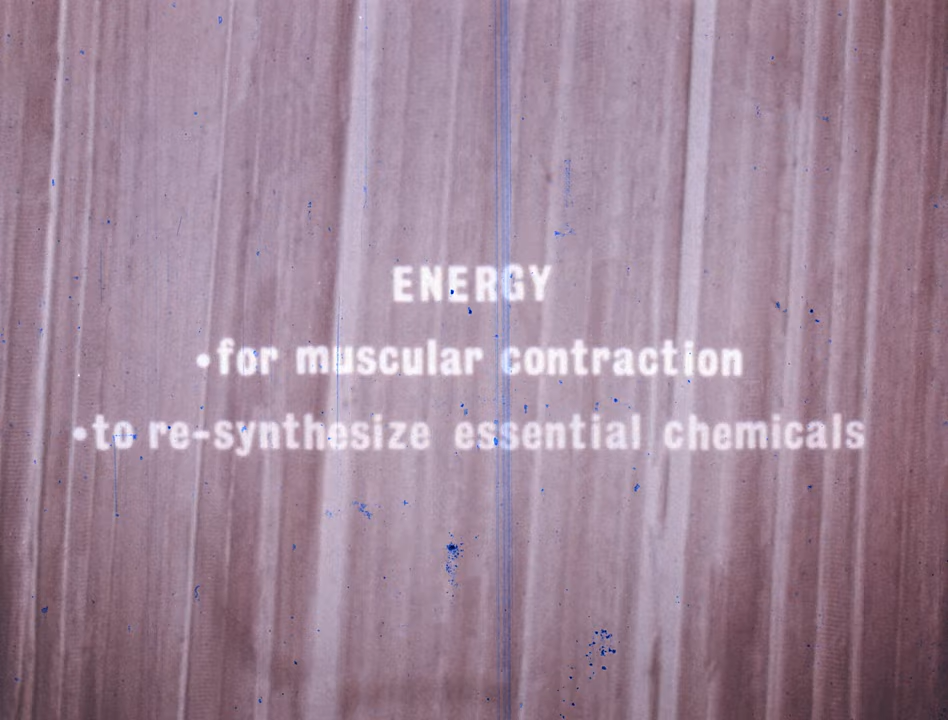 ENERGY
•for muscular contraction
•to re-synthesize essential chemicals